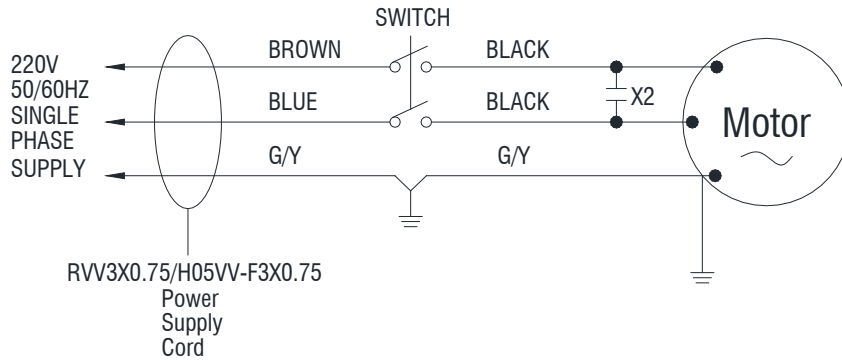 SWITCH
BROWN
BLACK
220V
50/60HZ
SINGLE
PHASE
SUPPLY
BLUE
BLACK
X2
Motor
G/Y
G/Y
RVV3X0.75/H05VV-F3X0.75
Power
Supply
Cord